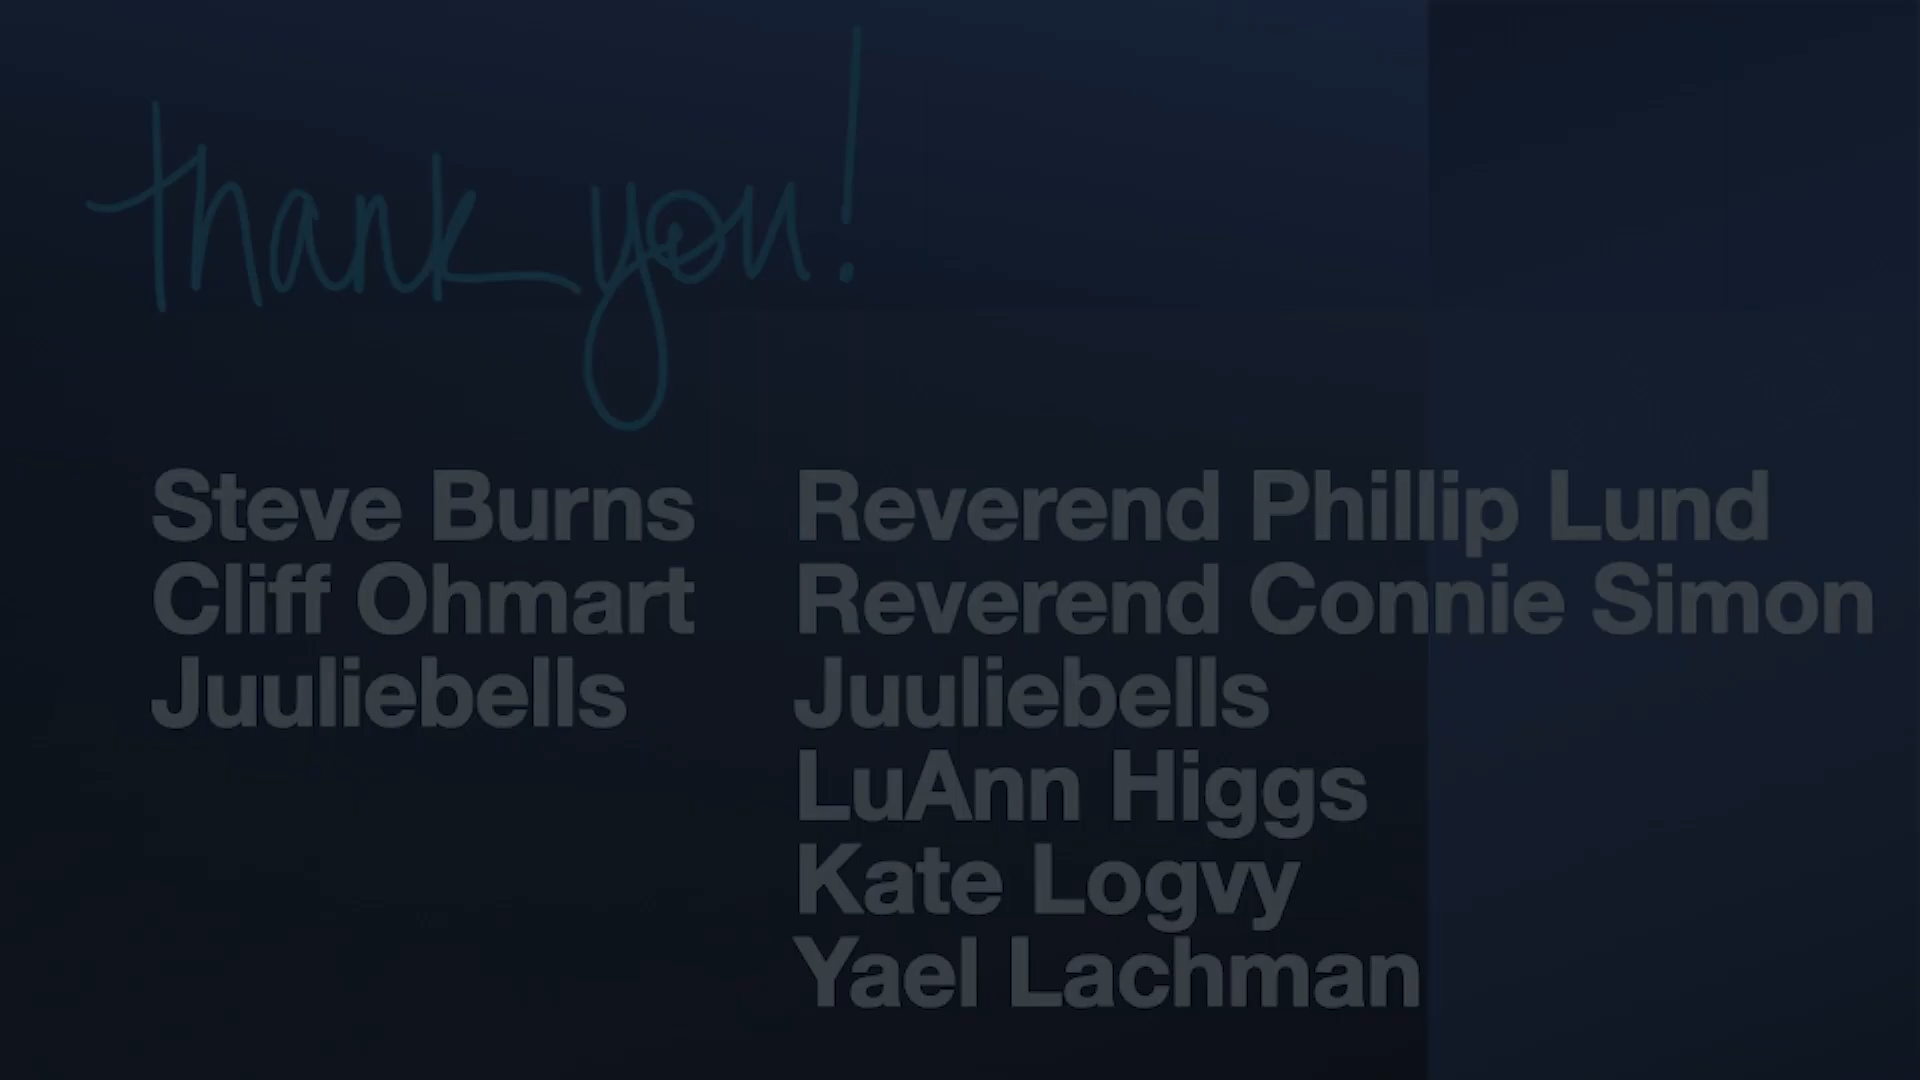 thank you!
Steve Burns
Cliff Ohmart
Juuliebells
Reverend Phillip Lund
Reverend Connie Simon
Juuliebells
LuAnn Higgs
Kate Logvy
Yael Lachman